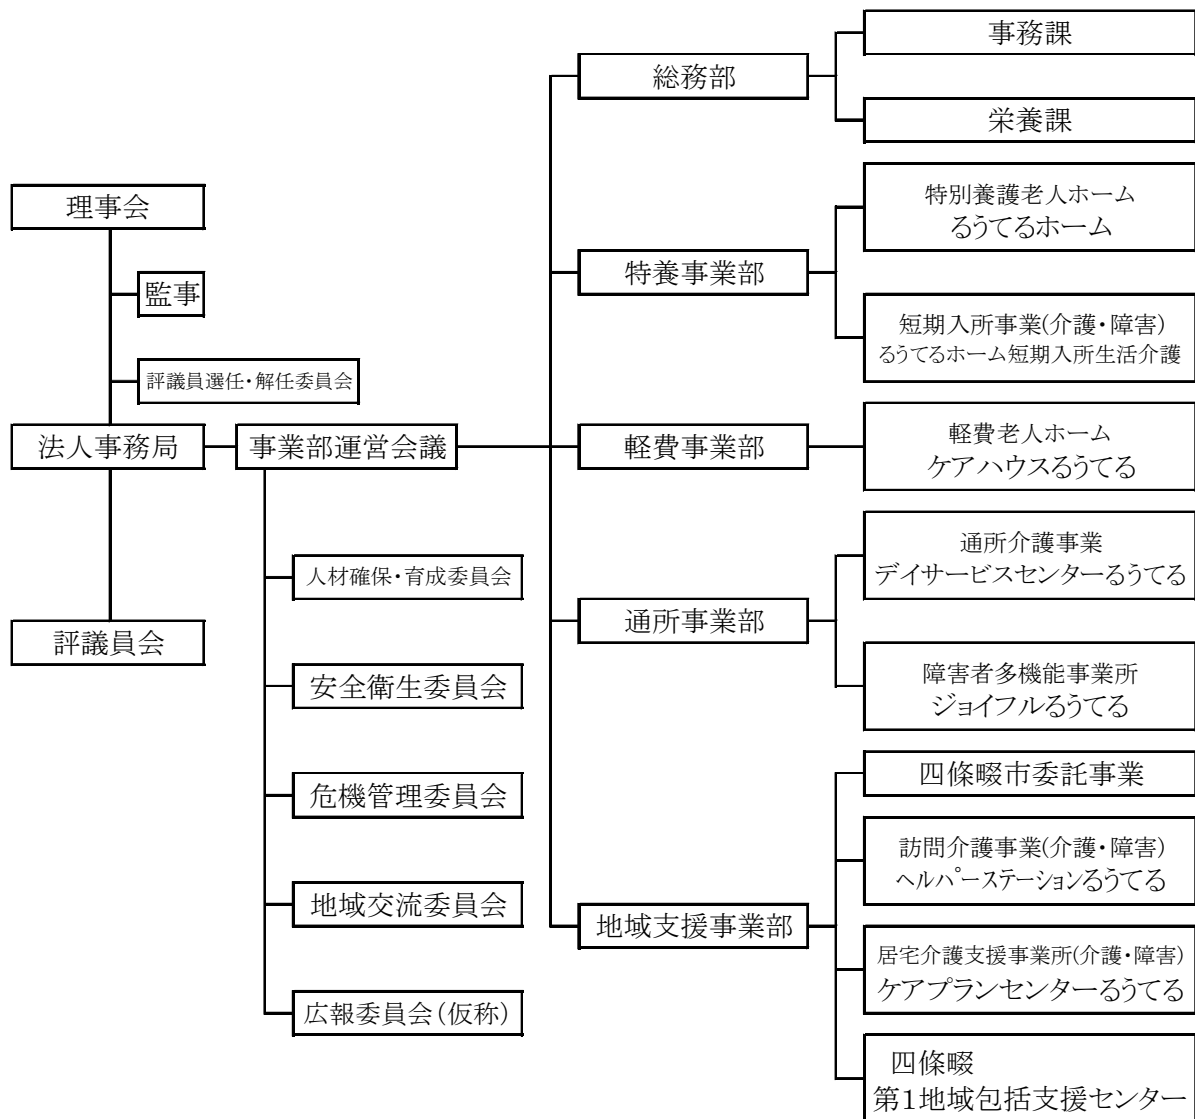 理事会
監事
評議員選任・解任委員会
法人事務局
評議員会
事業部運営会議
人材確保・育成委員会
安全衛生委員会
危機管理委員会
地域交流委員会
広報委員会(仮称)
総務部
事務課
栄養課
特養事業部
特別養護老人ホーム
るうてるホーム
短期入所事業(介護・障害)
るうてるホーム短期入所生活介護
軽費事業部
軽費老人ホーム
ケアハウスるうてる
通所事業部
通所介護事業
デイサービスセンターるうてる
障害者多機能事業所
ジョイフルるうてる
地域支援事業部
四條畷市委託事業
訪問介護事業(介護・障害)
ヘルパーステーションるうてる
居宅介護支援事業所(介護・障害)
ケアプランセンターるうてる
四條畷
第1地域包括支援センター